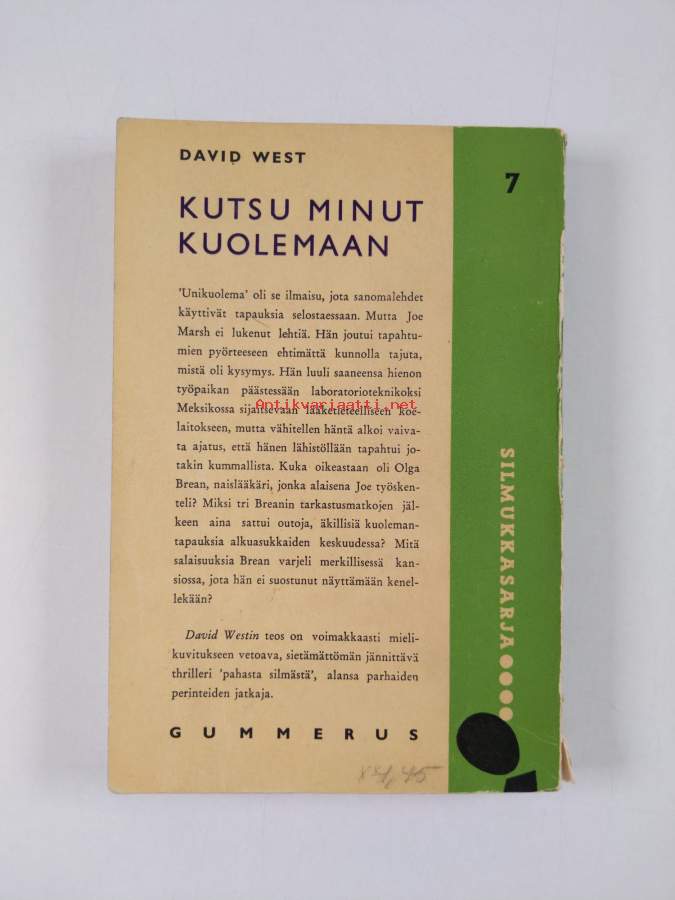 DAVID WEST
KUTSU MINUT
KUOLEMAAN
'Unikuolema' oli se ilmaisu, jota sanomalehdet
käyttivät tapauksia selostaessaan. Mutta Joe
Marsh ei lukenut lehtiä. Hän joutui tapahtu-
mien pyörteeseen ehtimättä kunnolla tajuta,
mistä oli kysymys. Hän luuli saaneensa hienon
työpaikan päästessään laboratorioteknikoksi
Meksikossa sijaitsevaan lääketieteelliseen koe-
laitokseen, mutta vähitellen häntä alkoi vaiva-
ta ajatus, että hänen lähistöllään tapahtui jo-
takin kummallista. Kuka oikeastaan oli Olga
Brean, naislääkäri, jonka alaisena Joe työsken-
teli? Miksi tri Breanin tarkastusmatkojen jäl-
keen aina sattui outoja, äkillisiä kuoleman-
tapauksia alkuasukkaiden keskuudessa? Mitä
salaisuuksia Brean varjeli merkillisessä kan-
siossa, jota hän ei suostunut näyttämään kenel-
lekään?
David Westin teos on voimakkaasti mieli-
kuvitukseen vetoava, sietämättömän jännittävä
thrilleri 'pahasta silmästä', alansa parhaiden
perinteiden jatkaja.
GUMMERUS
7
SILMUKKASARJA
Antikvariaatti.net